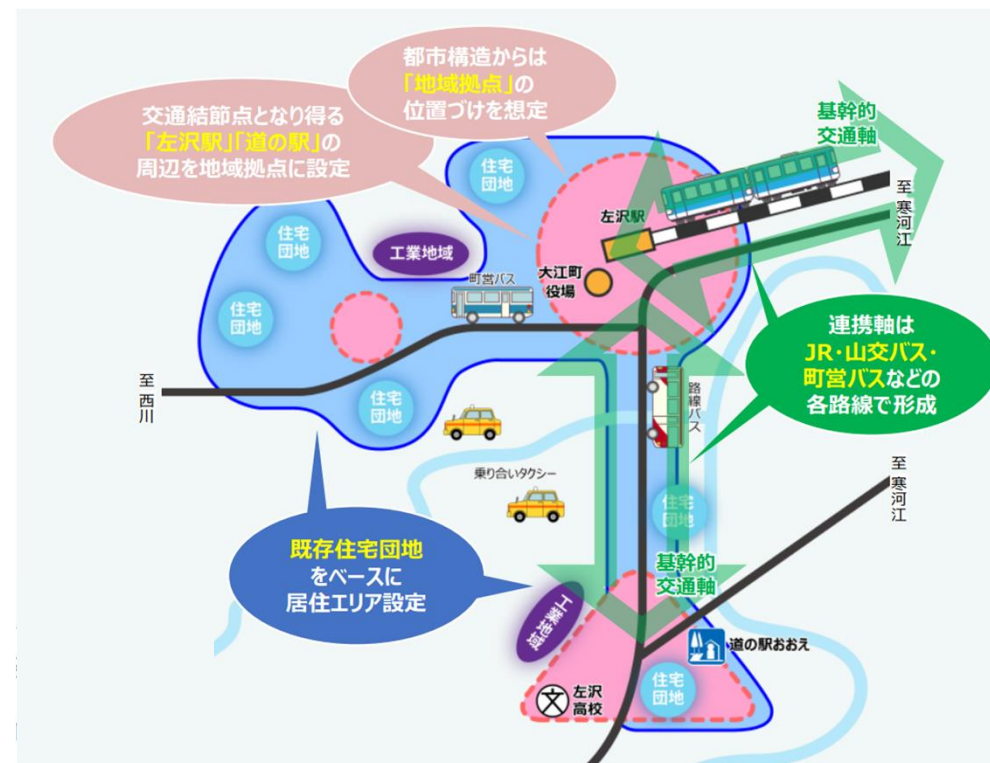 都市構造からは
「地域拠点」の
位置づけを想定
交通結節点となり得る
「左沢駅」「道の駅」の
周辺を地域拠点に設定
基幹的
交通軸
住宅
団地
至寒河江
左沢駅
住宅
団地
工業地域
大江町
役場
町営バス
住宅
団地
連携軸は
JR・山交バス・
町営バスなどの
各路線で形成
至西川
住宅
団地
路線バス
乗り合いタクシー
至寒河江
住宅
団地
既存住宅団地
をベースに
居住エリア設定
基幹的
交通軸
工業地域
道の駅おおえ
住宅
団地
文
左沢
高校